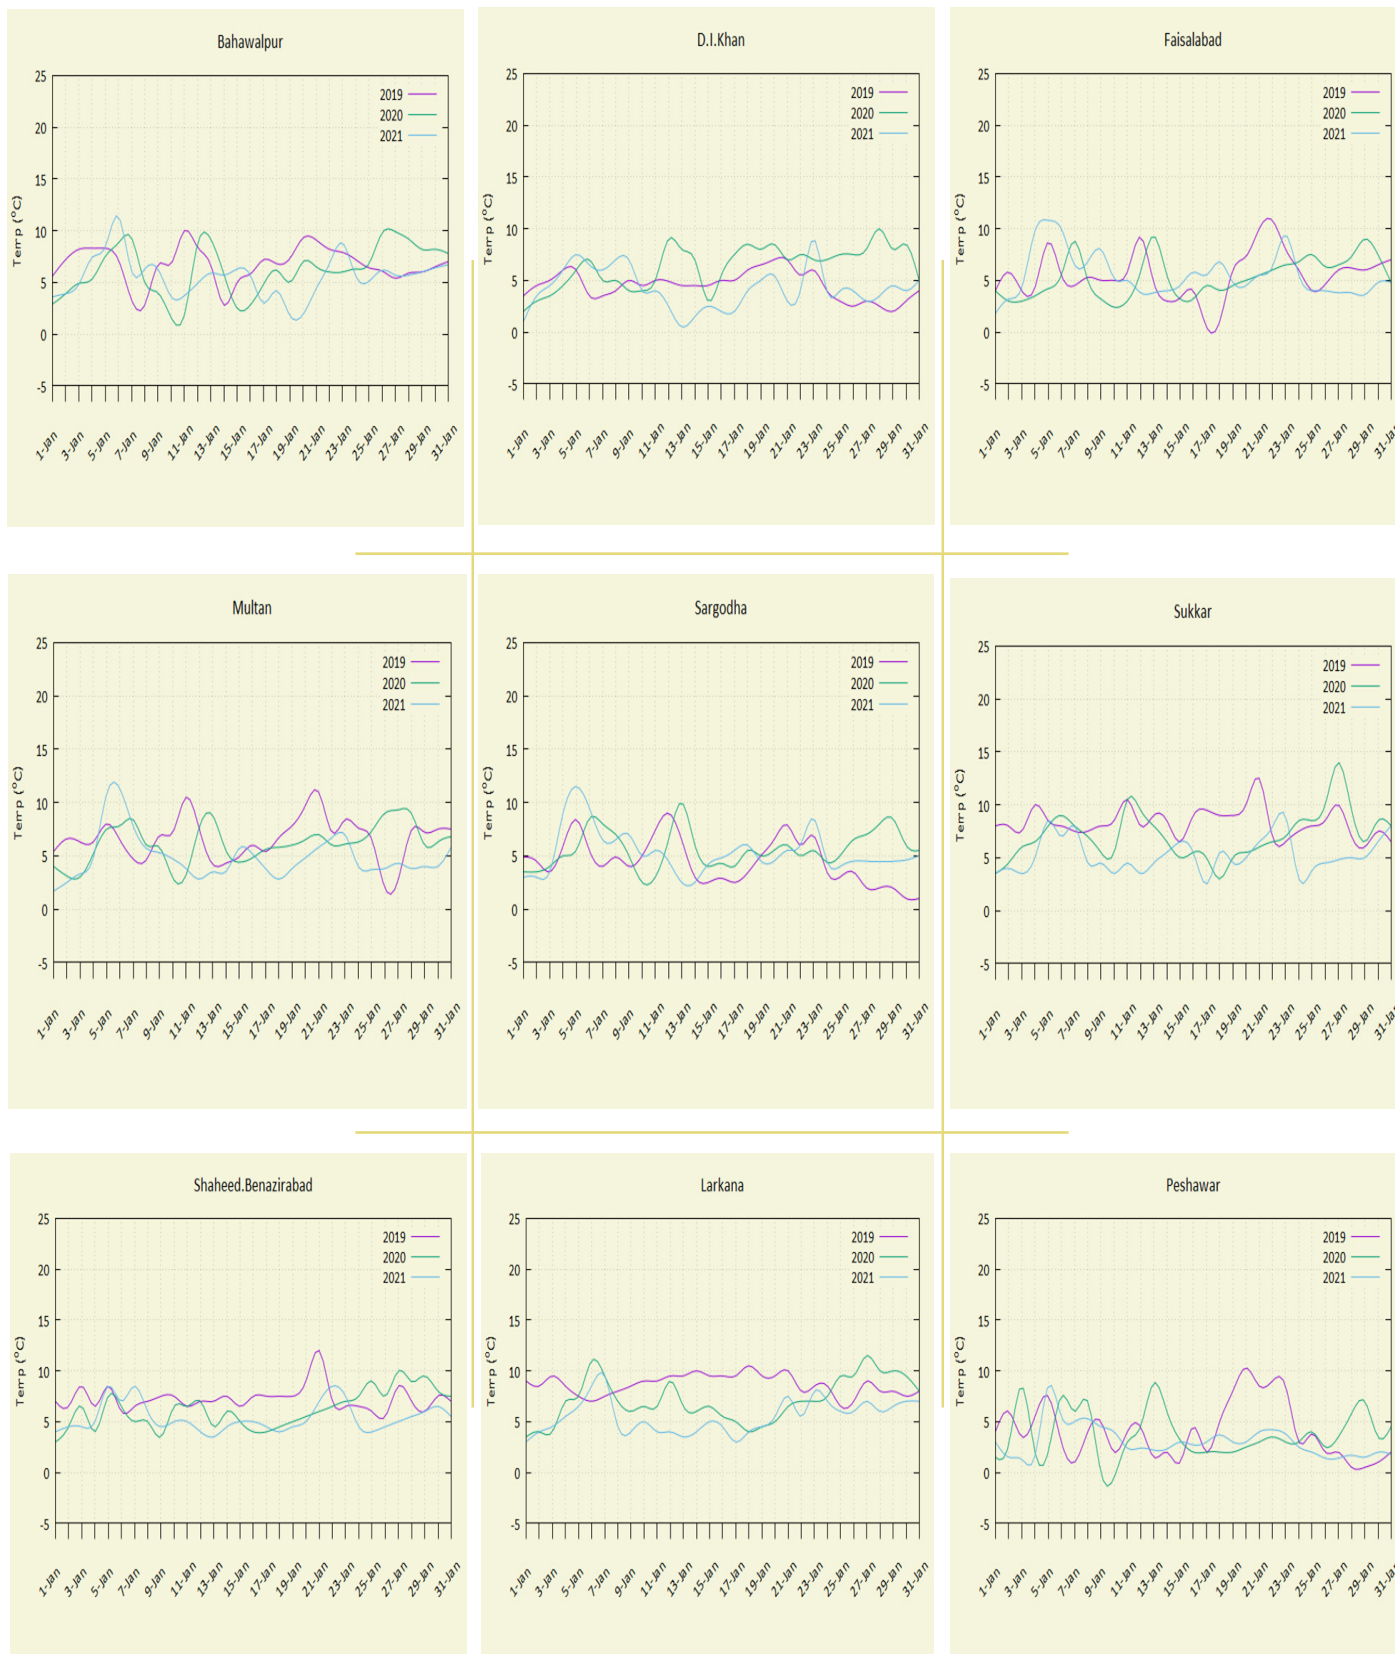 Bahawalpur
25
20
15
10
5
0
-5
Temp (°C)
2019
2020
2021
1-Jan
3-Jan
5-Jan
7-Jan
9-Jan
11-Jan
13-Jan
15-Jan
17-Jan
19-Jan
21-Jan
23-Jan
25-Jan
27-Jan
29-Jan
31-Jan
D.I.Khan
25
20
15
10
5
0
-5
Temp (°C)
2019
2020
2021
1-Jan
3-Jan
5-Jan
7-Jan
9-Jan
11-Jan
13-Jan
15-Jan
17-Jan
19-Jan
21-Jan
23-Jan
25-Jan
27-Jan
29-Jan
31-Jan
Faisalabad
25
20
15
10
5
0
-5
Temp (°C)
2019
2020
2021
1-Jan
3-Jan
5-Jan
7-Jan
9-Jan
11-Jan
13-Jan
15-Jan
17-Jan
19-Jan
21-Jan
23-Jan
25-Jan
27-Jan
29-Jan
31-Ja
Multan
25
20
15
10
5
0
-5
Temp (°C)
2019
2020
2021
1-Jan
3-Jan
5-Jan
7-Jan
9-Jan
11-Jan
13-Jan
15-Jan
17-Jan
19-Jan
21-Jan
23-Jan
25-Jan
27-Jan
29-Jan
31-Jan
Sargodha
25
20
15
10
5
0
-5
Temp (°C)
2019
2020
2021
1-Jan
3-Jan
5-Jan
7-Jan
9-Jan
11-Jan
13-Jan
15-Jan
17-Jan
19-Jan
21-Jan
23-Jan
25-Jan
27-Jan
29-Jan
31-Jan
Sukkar
25
20
15
10
5
0
-5
Temp (°C)
2019
2020
2021
1-Jan
3-Jan
5-Jan
7-Jan
9-Jan
11-Jan
13-Jan
15-Jan
17-Jan
19-Jan
21-Jan
23-Jan
25-Jan
27-Jan
29-Jan
31-Ja
Shaheed.Benazirabad
25
20
15
10
5
0
-5
Temp (°C)
2019
2020
2021
1-Jan
3-Jan
5-Jan
7-Jan
9-Jan
11-Jan
13-Jan
15-Jan
17-Jan
19-Jan
21-Jan
23-Jan
25-Jan
27-Jan
29-Jan
31-Jan
Larkana
25
20
15
10
5
0
-5
Temp (°C)
2019
2020
2021
1-Jan
3-Jan
5-Jan
7-Jan
9-Jan
11-Jan
13-Jan
15-Jan
17-Jan
19-Jan
21-Jan
23-Jan
25-Jan
27-Jan
29-Jan
31-Jan
Peshawar
25
20
15
10
5
0
-5
Temp (°C)
2019
2020
2021
1-Jan
3-Jan
5-Jan
7-Jan
9-Jan
11-Jan
13-Jan
15-Jan
17-Jan
19-Jan
21-Jan
23-Jan
25-Jan
27-Jan
29-Jan
31-Ja